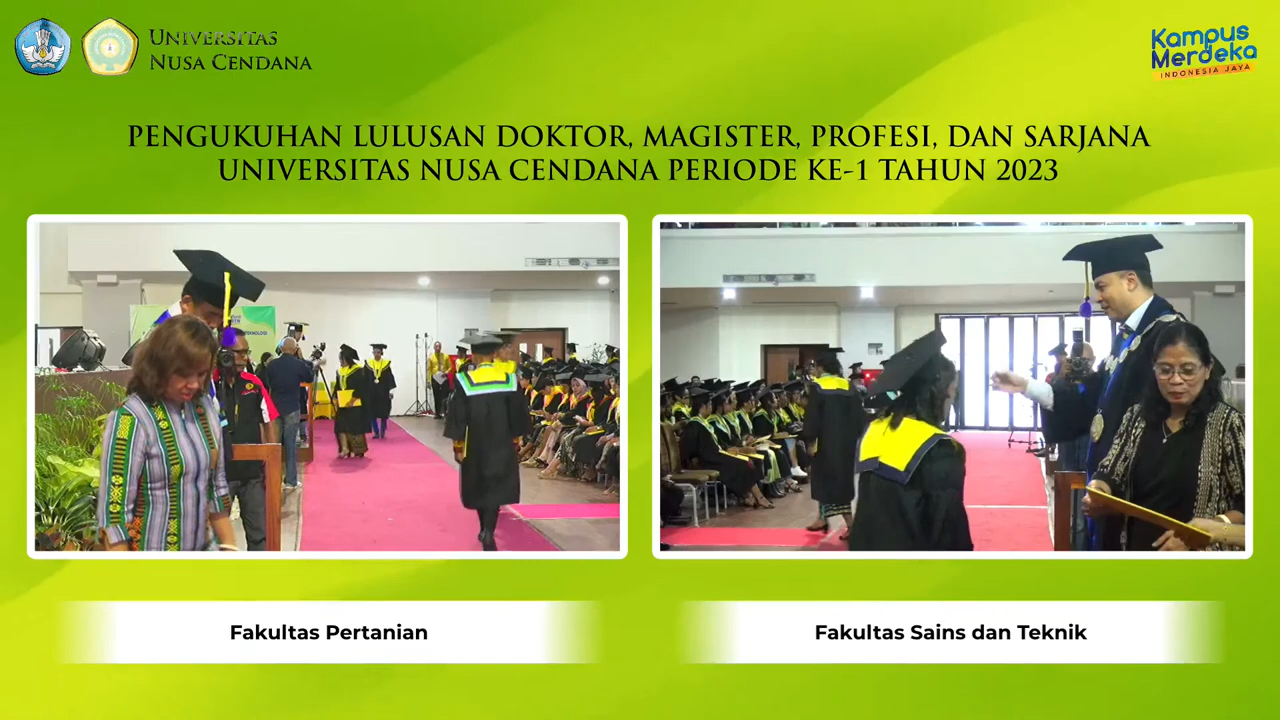 UNIVERSITAS
NUSA CENDANA
Kampus
Merdeka
INDONESIA JAYA
PENGUKUHAN LULUSAN DOKTOR, MAGISTER, PROFESI, DAN SARJANA
UNIVERSITAS NUSA CENDANA PERIODE KE-1 TAHUN 2023
Fakultas Pertanian
Fakultas Sains dan Teknik